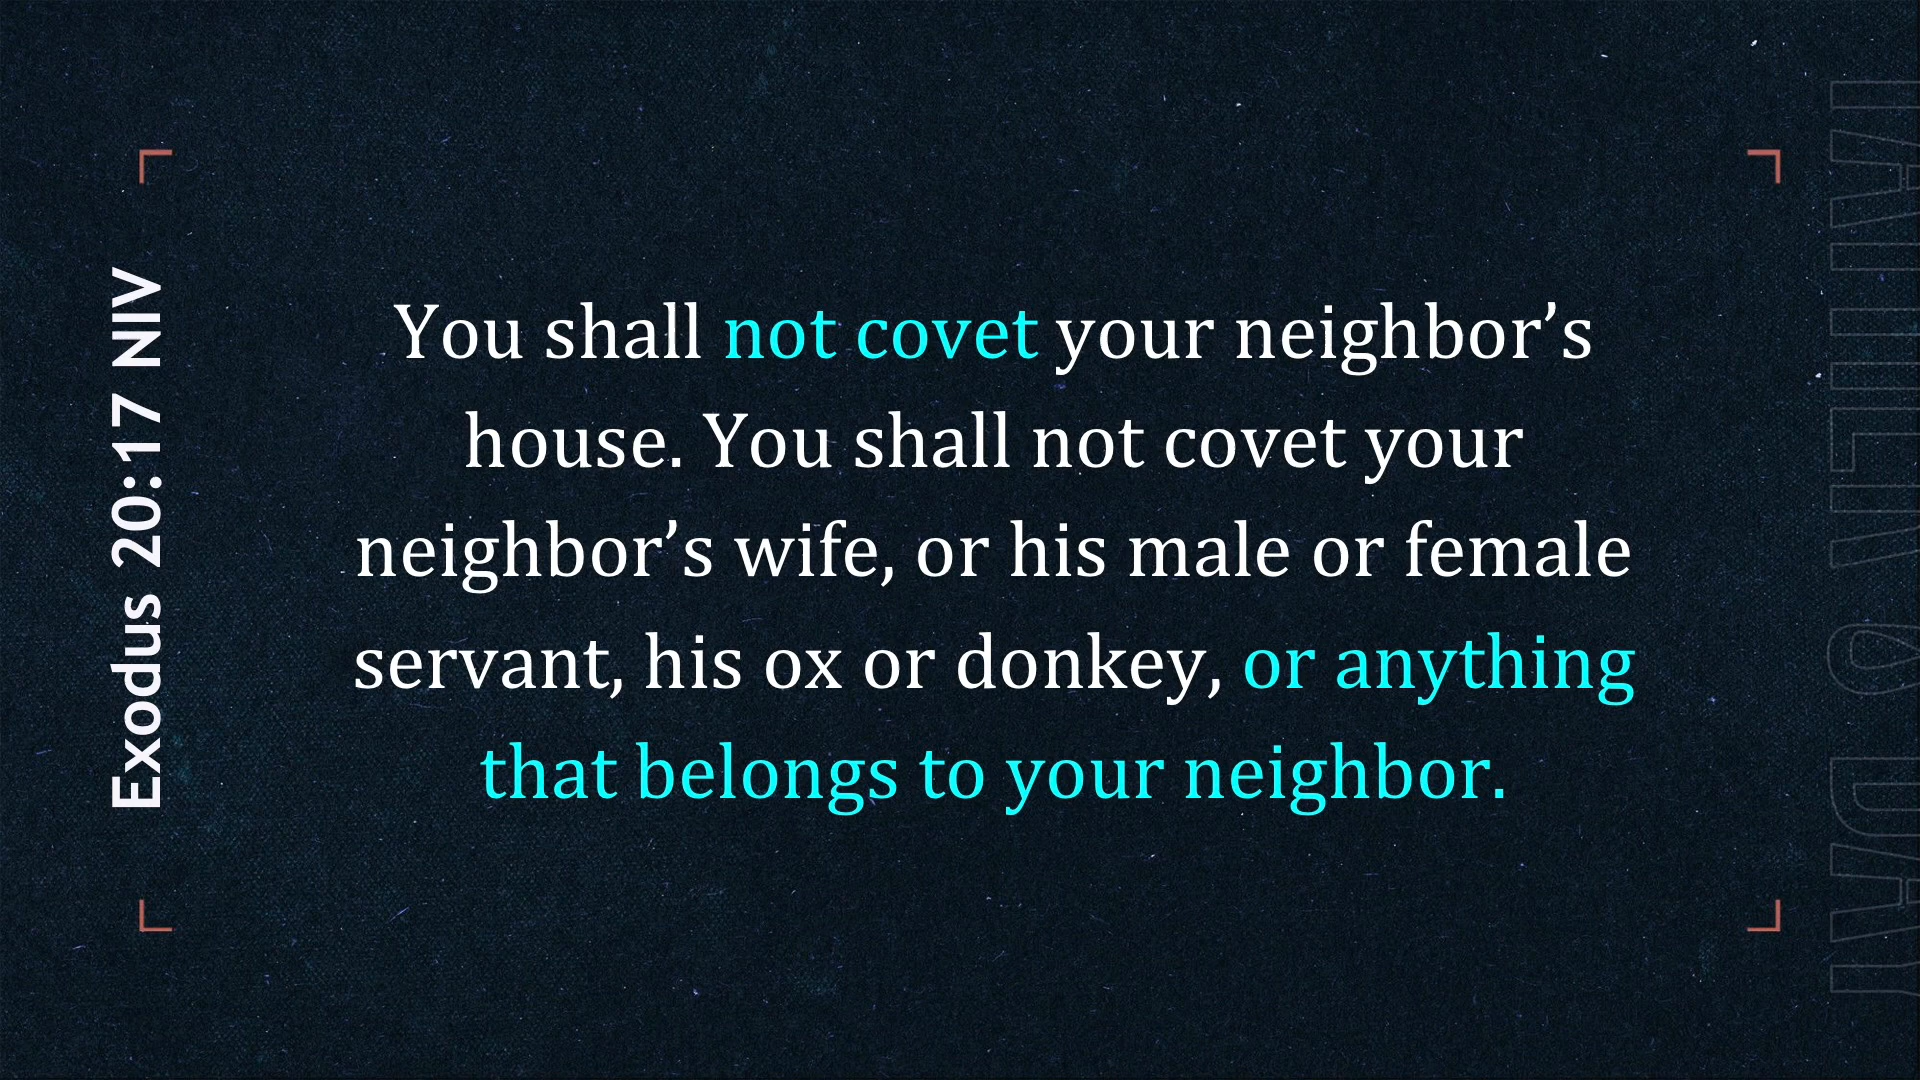 Exodus 20:17 NIV
You shall not covet your neighbor’s
house. You shall not covet your
neighbor’s wife, or his male or female
servant, his ox or donkey, or anything
that belongs to your neighbor.